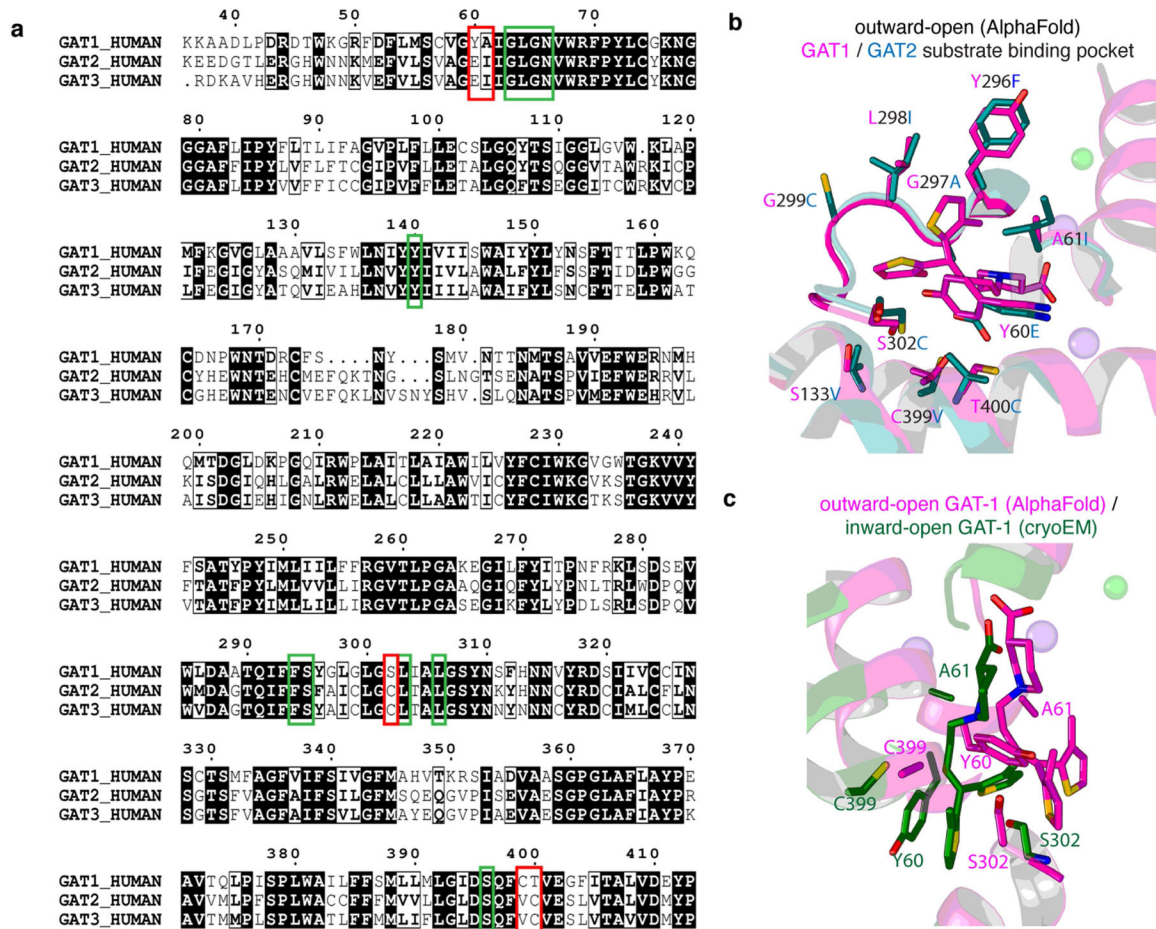 a
40 50 60 70
GAT1_HUMAN KKAADLPDRDTWKGRFDFLMSCVGYAIGLGNVWRFPYLCGKNG
GAT2_HUMAN KEEDGTLERGHWNNKMEFVLSVAGEIIGLGNVWRFPYLCYKNG
GAT3_HUMAN .RDKAVHERGHWNNKVEFVLSVAGEIIGLGNVWRFPYLCYKNG
80 90 100 110 120
GAT1_HUMAN GGAFLIPYFLTLIFAGVPLFLLECSLGQYTSIGGLGVW.KLAP
GAT2_HUMAN GGAFFIPYLVFLFTCGIPVFFLETALGQYTSQGGVTAWRKICP
GAT3_HUMAN GGAFLIPYVVFFICCGIPVFFLETALGQFTSEGGITCWRKVCP
130 140 150 160
GAT1_HUMAN MFKGVGLAAAVLSFWLNIYYIVIISWAIYYLYNSFTTTLPWKQ
GAT2_HUMAN IFEGIGYASQMIVILLNVYYIIVLAWALFYLFSSFTIDLPWGG
GAT3_HUMAN LFEGIGYATQVIEAHLNVYYIIILAWAIFYLSNCFTTELPWAT
170 180 190
GAT1_HUMAN CDNPWNTDRCFS....NY...SMV.NTTNMTSAVVEFWERNMH
GAT2_HUMAN CYHEWNTEHCMEFQKTNG...SLNGTSENATSPVIEFWERRVL
GAT3_HUMAN CGHEWNTENCVEFQKLNVSNYSHV.SLQNATSPVMEFWEHRVL
200 210 220 230 240
GAT1_HUMAN QMTDGLDKPGQIRWPLAITLAIAWILVYFCIWKGVGWTGKVVY
GAT2_HUMAN KISDGIQHLGALRWELALCLLLAWVICYFCIWKGVKSTGKVVY
GAT3_HUMAN AISDGIEHIGNLRWELALCLLAAWTICYFCIWKGTKSTGKVVY
250 260 270 280
GAT1_HUMAN FSATYPYIMLIILFFRGVTLPGAKEGILFYITPNFRKLSDSEV
GAT2_HUMAN FTATFPYLMLVVLLIRGVTLPGAAQGIQFYLYPNLTRLWDPQV
GAT3_HUMAN VTATFPYIMLLILLIRGVTLPGASEGIKFYLYPDLSRLSDPQV
290 300 310 320
GAT1_HUMAN WLDAATQIFFSYGLGLGSLIALGSYNSFHNNVYRDSIIVCCIN
GAT2_HUMAN WMDAGTQIFFSFAICLGCLTALGSYNKYHNNCYRDCIALCFLN
GAT3_HUMAN WVDAGTQIFFSYAICLGCLTALGSYNNYNNNCYRDCIMLCCLN
330 340 350 360 370
GAT1_HUMAN SCTSMFAGFVIFSIVGFMAHVTKRSIADVAASGPGLAFLAYPE
GAT2_HUMAN SGTSFVAGFAIFSILGFMSQEQGVPISEVAESGPGLAFIAYPR
GAT3_HUMAN SGTSFVAGFAIFSVLGFMAYEQGVPIAEVAESGPGLAFIAYPK
380 390 400 410
GAT1_HUMAN AVTQLPISPLWAILFFSMLLMLGIDSQFCTVEGFITALVDEYP
GAT2_HUMAN AVVMLPFSPLWACCFFFMVVLLGLDSQFVCVESLVTALVDMYP
GAT3_HUMAN AVTMMPLSPLWATLFFMMLIFLGLDSQFVCVESLVTAVVDMYP
b
outward-open (AlphaFold)
GAT1 / GAT2 substrate binding pocket
Y296F
L298I
G297A
G299C
A61I
Y60E
S302C
S133V
C399V
T400C
c
outward-open GAT-1 (AlphaFold) /
inward-open GAT-1 (cryoEM)
A61
A61
C399
Y60
C399
Y60
S302
S302